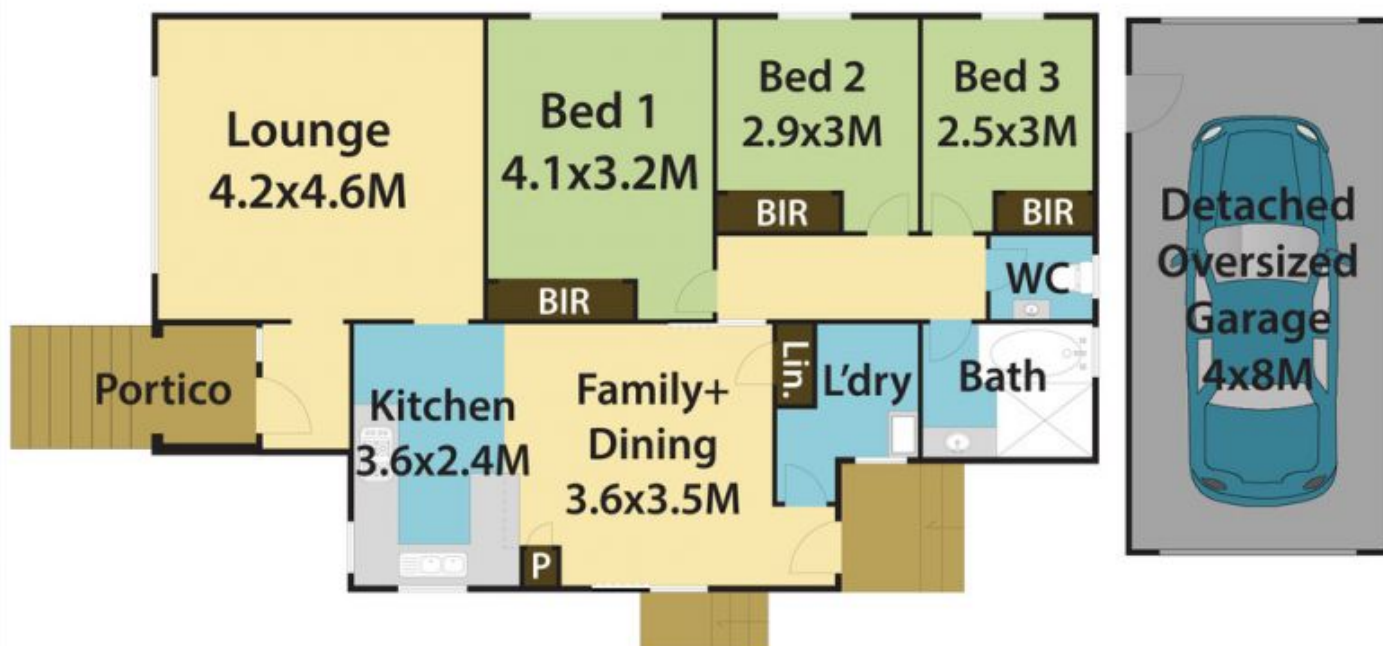 Lounge
4.2x4.6M
Bed 1
4.1x3.2M
BIR
Bed 2
2.9x3M
BIR
Bed 3
2.5x3M
BIR
WC
Portico
Kitchen
3.6x2.4M
Family+
Dining
3.6x3.5M
P
Lin.
L'dry
Bath
Detached
Oversized
Garage
4x8M